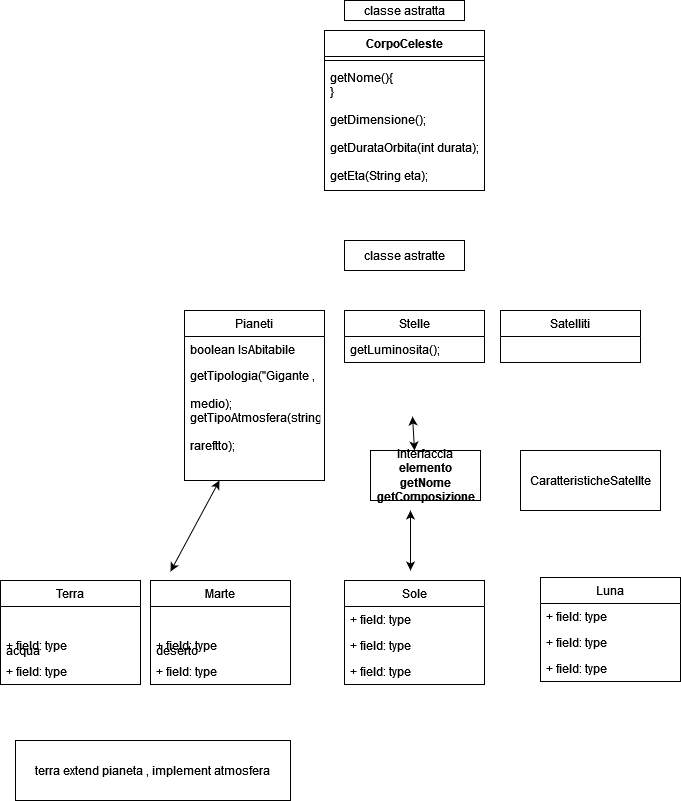 classe astratta
CorpoCeleste
getNome(){
}
getDimensione();
getDurataOrbita(int durata);
getEta(String eta);
classe astratte
Pianeti
boolean IsAbitabile
getTipologia("Gigante ,
medio);
getTipoAtmosfera(string
rareftto);
Stelle
getLuminosita();
Satelliti
Interfaccia
elemento
getNome
getComposizione
CaratteristicheSatellte
Terra
+ field: type
acqua
+ field: type
Marte
+ field: type
deserto
+ field: type
Sole
+ field: type
+ field: type
+ field: type
Luna
+ field: type
+ field: type
+ field: type
terra extend pianeta , implement atmosfera